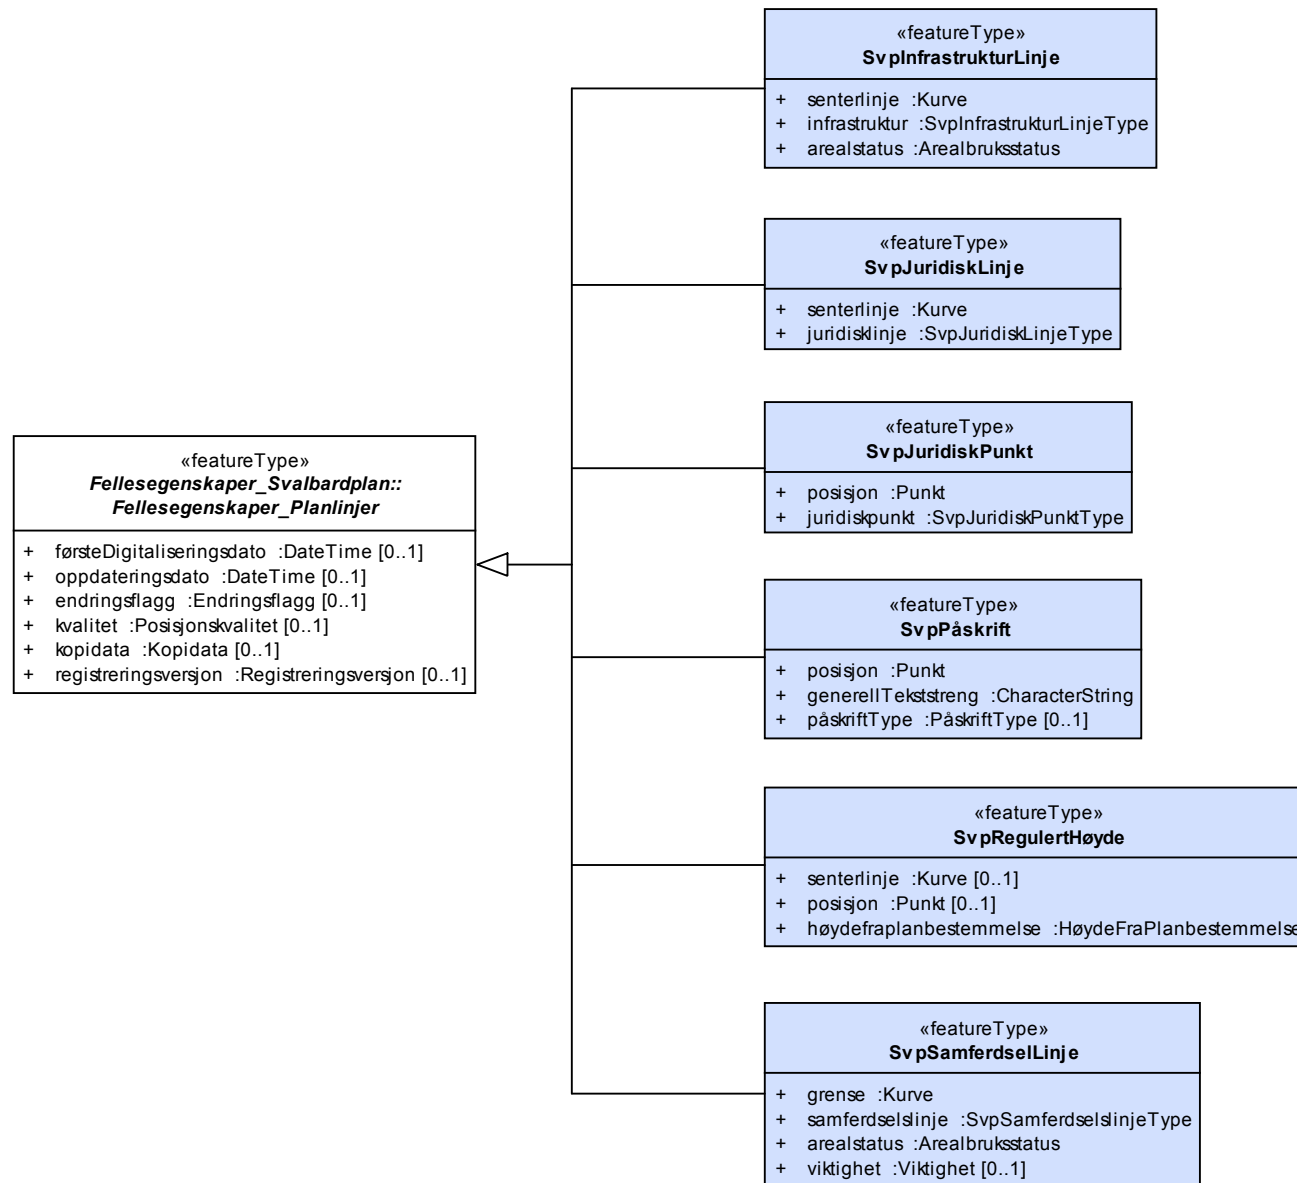 «featureType»
SvpInfrastrukturLinje
+ senterlinje :Kurve
+ infrastruktur :SvpInfrastrukturLinjeType
+ arealstatus :Arealbruksstatus
«featureType»
SvpJuridiskLinje
+ senterlinje :Kurve
+ juridisklinje :SvpJuridiskLinjeType
«featureType»
SvpJuridiskPunkt
+ posisjon :Punkt
+ juridiskpunkt :SvpJuridiskPunktType
«featureType»
Fellesegenskaper_Svalbardplan::
Fellesegenskaper_Planlinjer
+ førsteDigitaliseringsdato :DateTime [0..1]
+ oppdateringsdato :DateTime [0..1]
+ endringsflagg :Endringsflagg [0..1]
+ kvalitet :Posisjonskvalitet [0..1]
+ kopidata :Kopidata [0..1]
+ registreringsversjon :Registreringsversjon [0..1]
«featureType»
SvpPåskrift
+ posisjon :Punkt
+ generellTekststreng :CharacterString
+ påskriftType :PåskriftType [0..1]
«featureType»
SvpRegulertHøyde
+ senterlinje :Kurve [0..1]
+ posisjon :Punkt [0..1]
+ høydefraplanbestemmelse :HøydeFraPlanbestemmelse
«featureType»
SvpSamferdselLinje
+ grense :Kurve
+ samferdselslinje :SvpSamferdselslinjeType
+ arealstatus :Arealbruksstatus
+ viktighet :Viktighet [0..1]